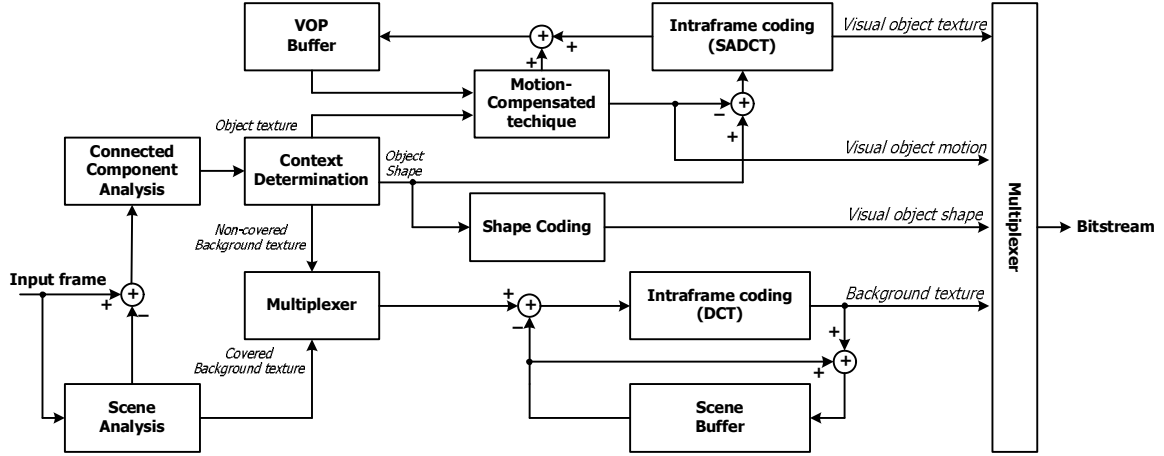 VOP
Buffer
+
+
+
Intraframe coding
(SADCT)
Visual object texture
Motion-
Compensated
techique
−
+
+
Object texture
Connected
Component
Analysis
Context
Determination
Object
Shape
Visual object motion
Shape Coding
Visual object shape
Multiplexer
Bitstream
Non-covered
Background texture
Input frame
+
+
−
Multiplexer
+
+
−
Intraframe coding
(DCT)
Background texture
+
+
+
Covered
Background texture
Scene
Analysis
Scene
Buffer